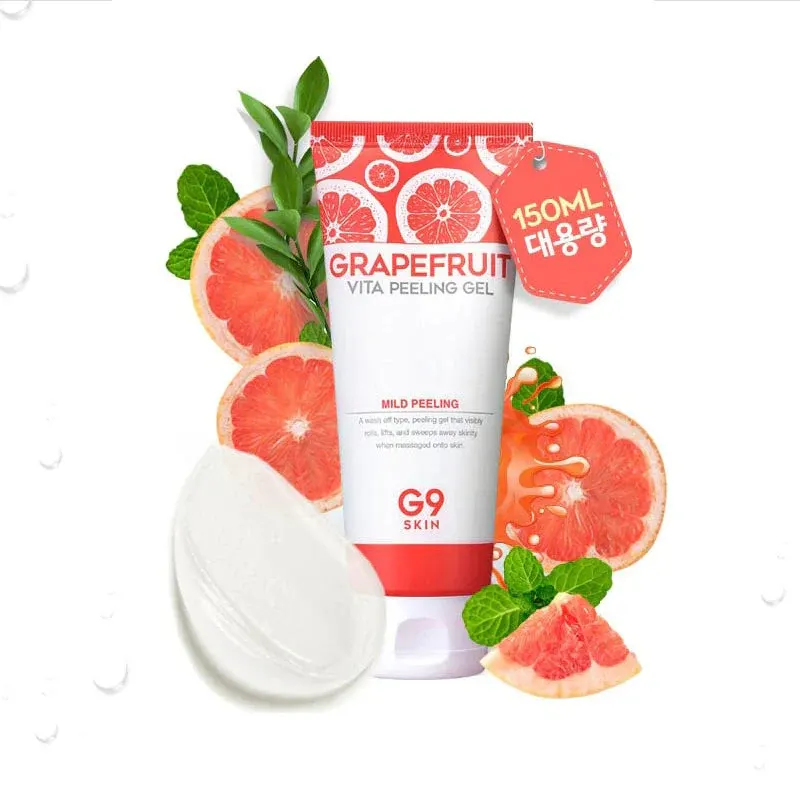 150ML
대용량
GRAPEFRUIT
VITA PEELING GEL
MILD PEELING
A wash off type, peeling gel that visibly
rolls, lifts, and sweeps away skinity
when massaged onto skin.
G9
SKIN